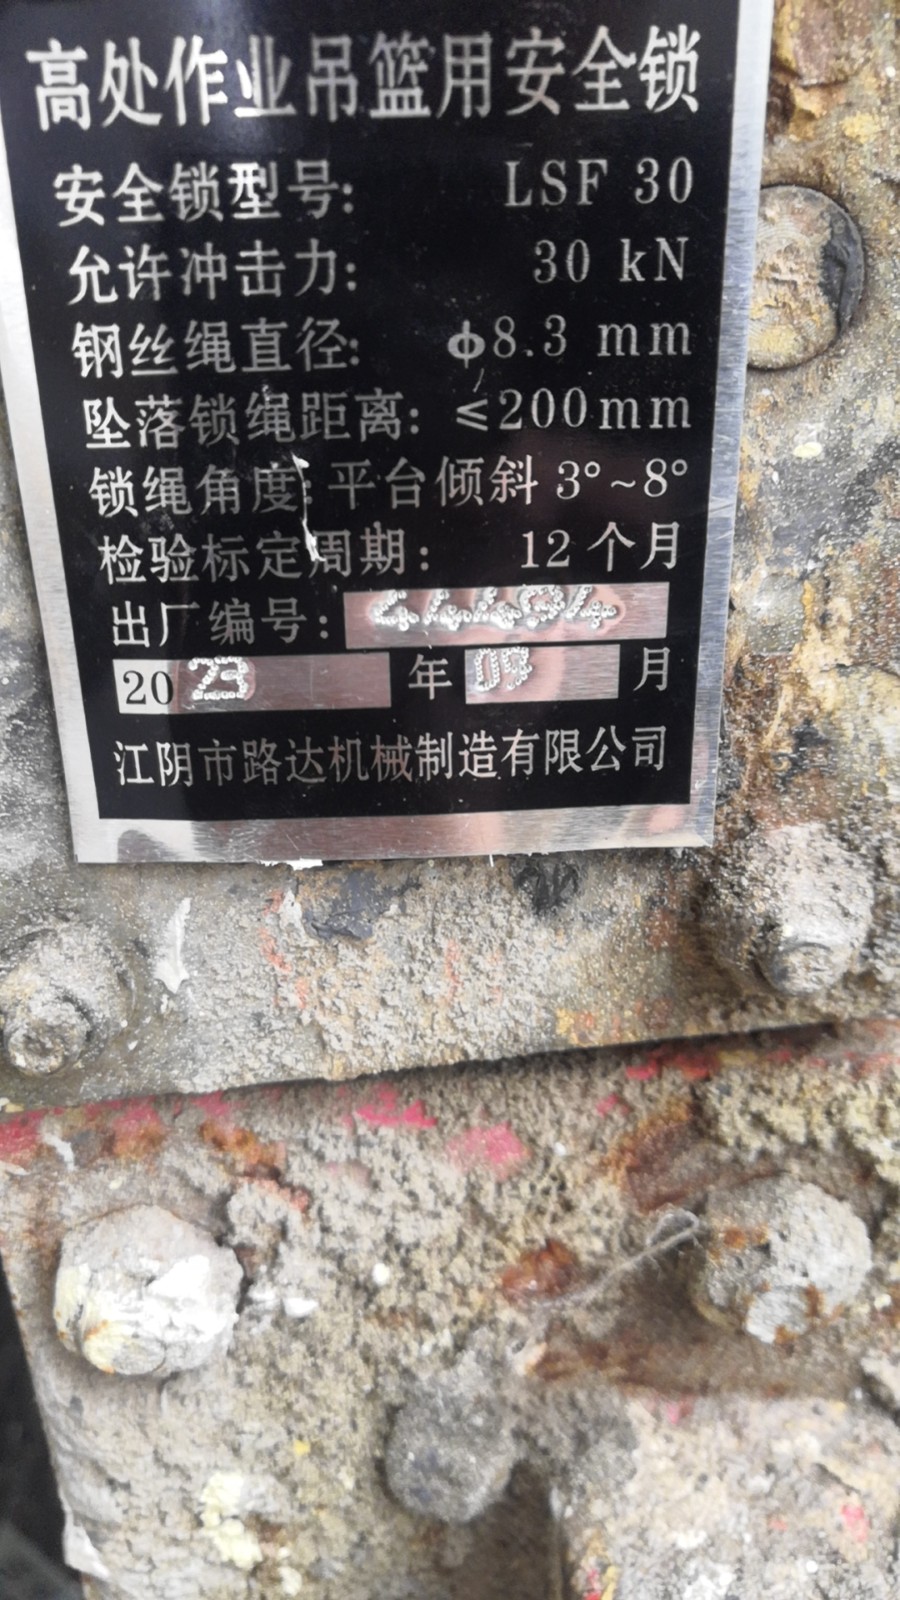 高处作业吊篮用安全锁
安全锁型号: LSF 30
允许冲击力: 30 kN
钢丝绳直径: ϕ8.3 mm
坠落锁绳距离: ≤200mm
锁绳角度: 平台倾斜 3°~8°
检验标定周期: 12个月
出厂编号:
2023 年 09 月
江阴市路达机械制造有限公司